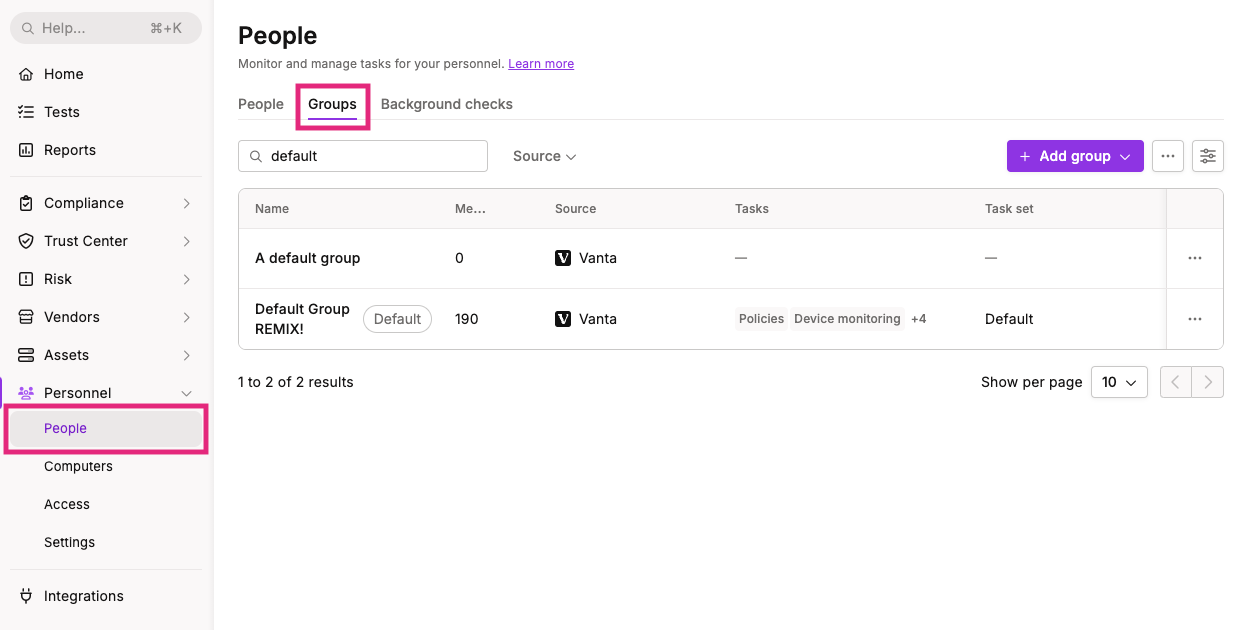 Help... ⌘+K
Home
Tests
Reports
Compliance
Trust Center
Risk
Vendors
Assets
Personnel
People
Computers
Access
Settings
Integrations
People
Monitor and manage tasks for your personnel. Learn more
People Groups Background checks
default Source + Add group ...
Name Me... Source Tasks Task set
A default group 0 V Vanta — — ...
Default Group
REMIX! Default 190 V Vanta Policies Device monitoring +4 Default ...
1 to 2 of 2 results Show per page 10